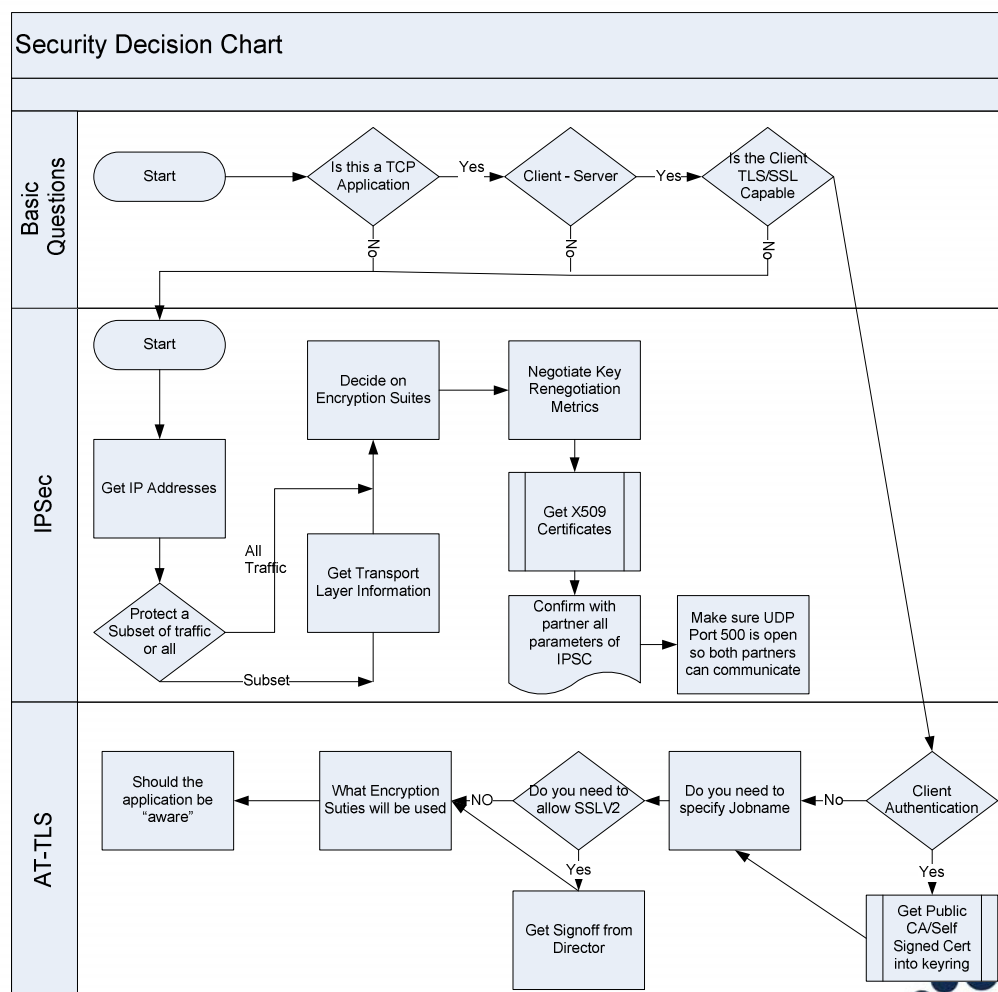 Security Decision Chart
Basic
Questions
Start
Is this a TCP
Application
Yes
Client - Server
Yes
Is the Client
TLS/SSL
Capable
No
No
No
IPSec
Start
Get IP Addresses
Protect a
Subset of traffic
or all
All
Traffic
Subset
Get Transport
Layer Information
Decide on
Encryption Suites
Negotiate Key
Renegotiation
Metrics
Get X509
Certificates
Confirm with
partner all
parameters of
IPSC
Make sure UDP
Port 500 is open
so both partners
can communicate
AT-TLS
Client
Authentication
No
Yes
Get Public
CA/Self
Signed Cert
into keyring
Do you need to
specify Jobname
Do you need to
allow SSLV2
NO
Yes
Get Signoff from
Director
What Encryption
Suties will be used
Should the
application be
“aware”